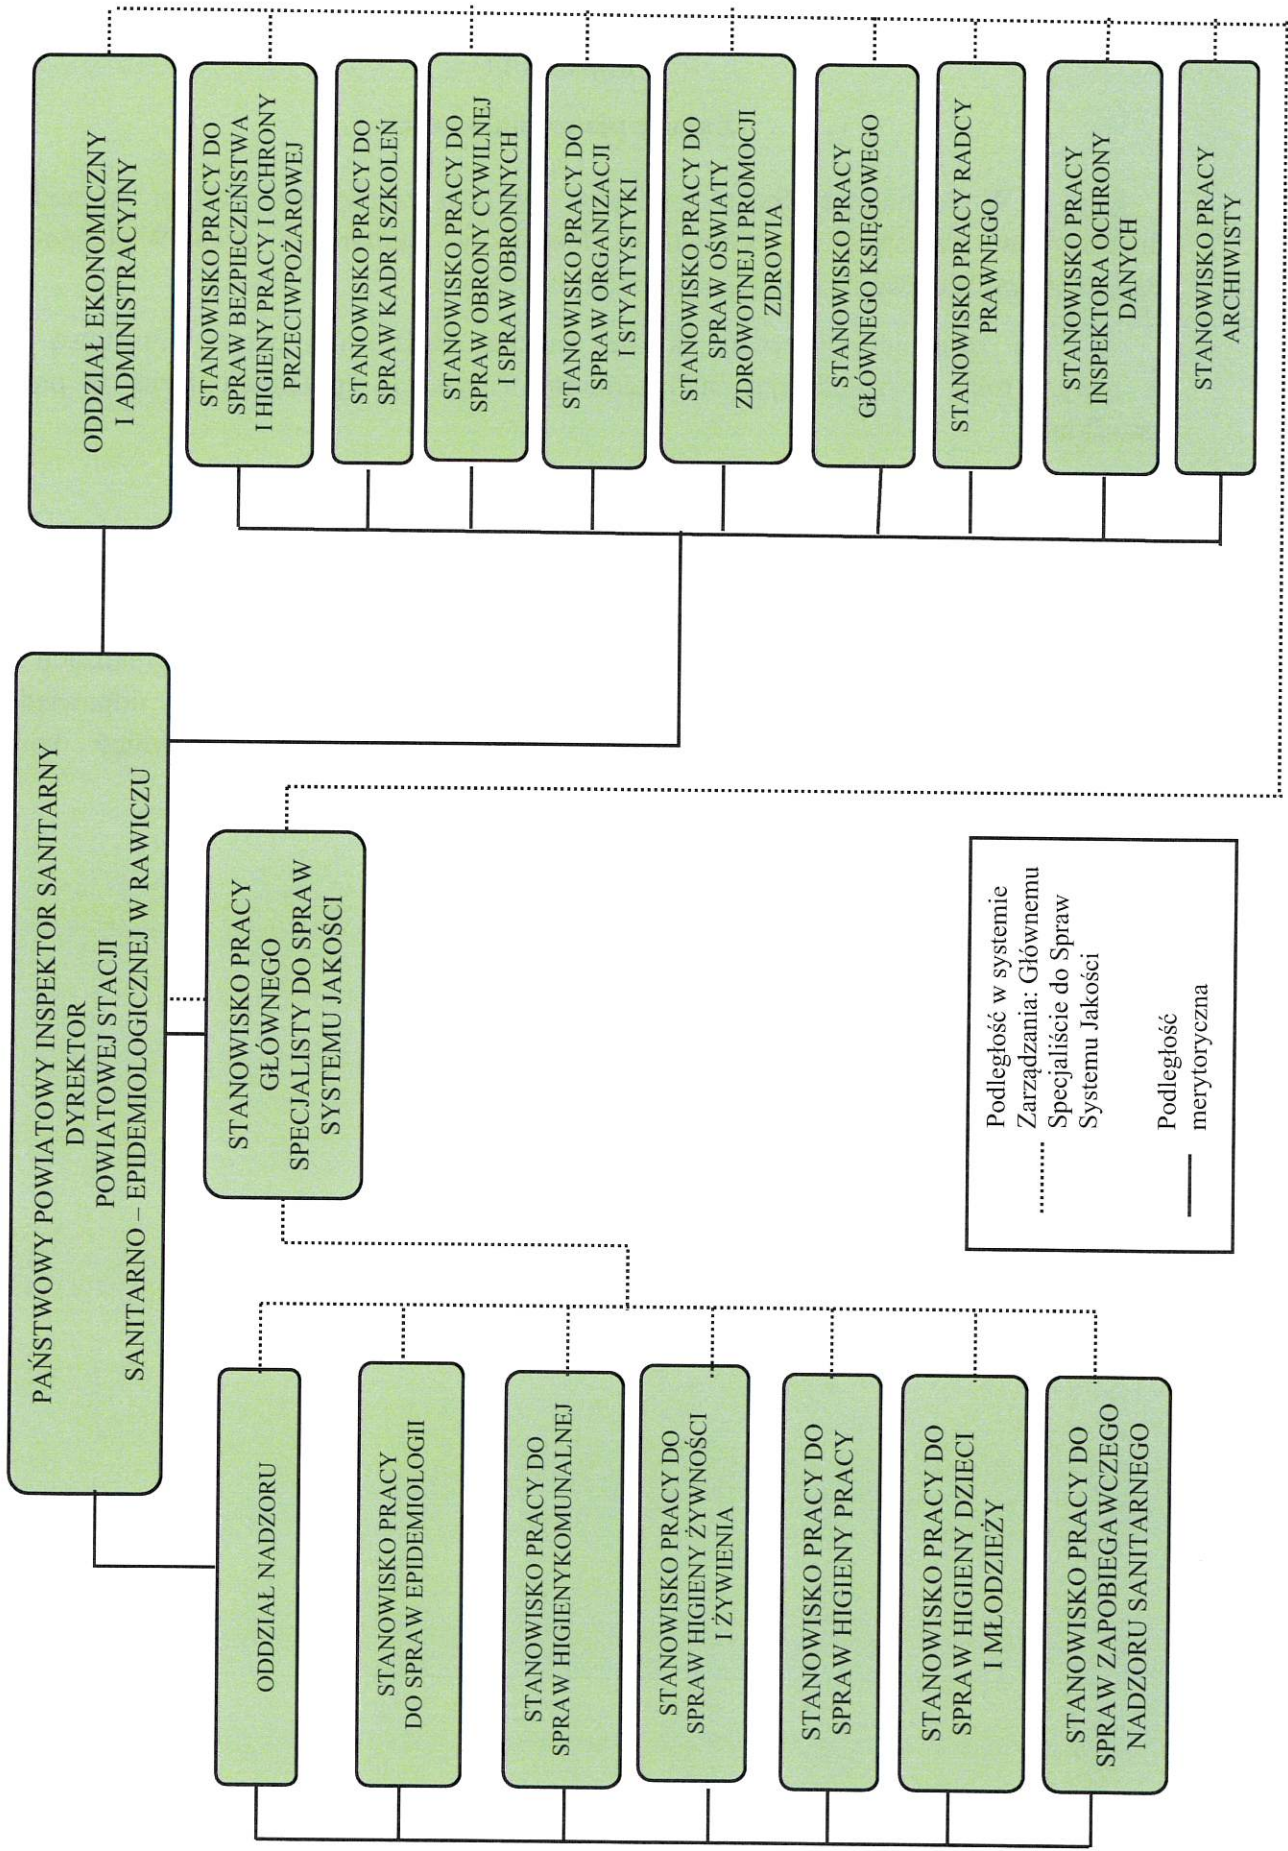 PAŃSTWOWY POWIATOWY INSPEKTOR SANITARNY
DYREKTOR
POWIATOWEJ STACJI
SANITARNO – EPIDEMIOLOGICZNEJ W RAWICZU
ODDZIAŁ NADZORU
STANOWISKO PRACY
DO SPRAW EPIDEMIOLOGII
STANOWISKO PRACY DO
SPRAW HIGIENYKOMUNALNEJ
STANOWISKO PRACY DO
SPRAW HIGIENY ŻYWNOŚCI
I ŻYWIENIA
STANOWISKO PRACY DO
SPRAW HIGIENY PRACY
STANOWISKO PRACY DO
SPRAW HIGIENY DZIECI
I MŁODZIEŻY
STANOWISKO PRACY DO
SPRAW ZAPOBIEGAWCZEGO
NADZORU SANITARNEGO
STANOWISKO PRACY
GŁÓWNEGO
SPECJALISTY DO SPRAW
SYSTEMU JAKOŚCI
ODDZIAŁ EKONOMICZNY
I ADMINISTRACYJNY
STANOWISKO PRACY DO
SPRAW BEZPIECZEŃSTWA
I HIGIENY PRACY I OCHRONY
PRZECIWPOŻAROWEJ
STANOWISKO PRACY DO
SPRAW KADR I SZKOLEŃ
STANOWISKO PRACY DO
SPRAW OBRONY CYWILNEJ
I SPRAW OBRONNYCH
STANOWISKO PRACY DO
SPRAW ORGANIZACJI
I STYATYSTYKI
STANOWISKO PRACY DO
SPRAW OŚWIATY
ZDROWOTNEJ I PROMOCJI
ZDROWIA
STANOWISKO PRACY
GŁÓWNEGO KSIĘGOWEGO
STANOWISKO PRACY RADCY
PRAWNEGO
STANOWISKO PRACY
INSPEKTORA OCHRONY
DANYCH
STANOWISKO PRACY
ARCHIWISTY
Podległość w systemie
Zarządzania: Głównemu
Specjaliście do Spraw
Systemu Jakości
Podległość
merytoryczna